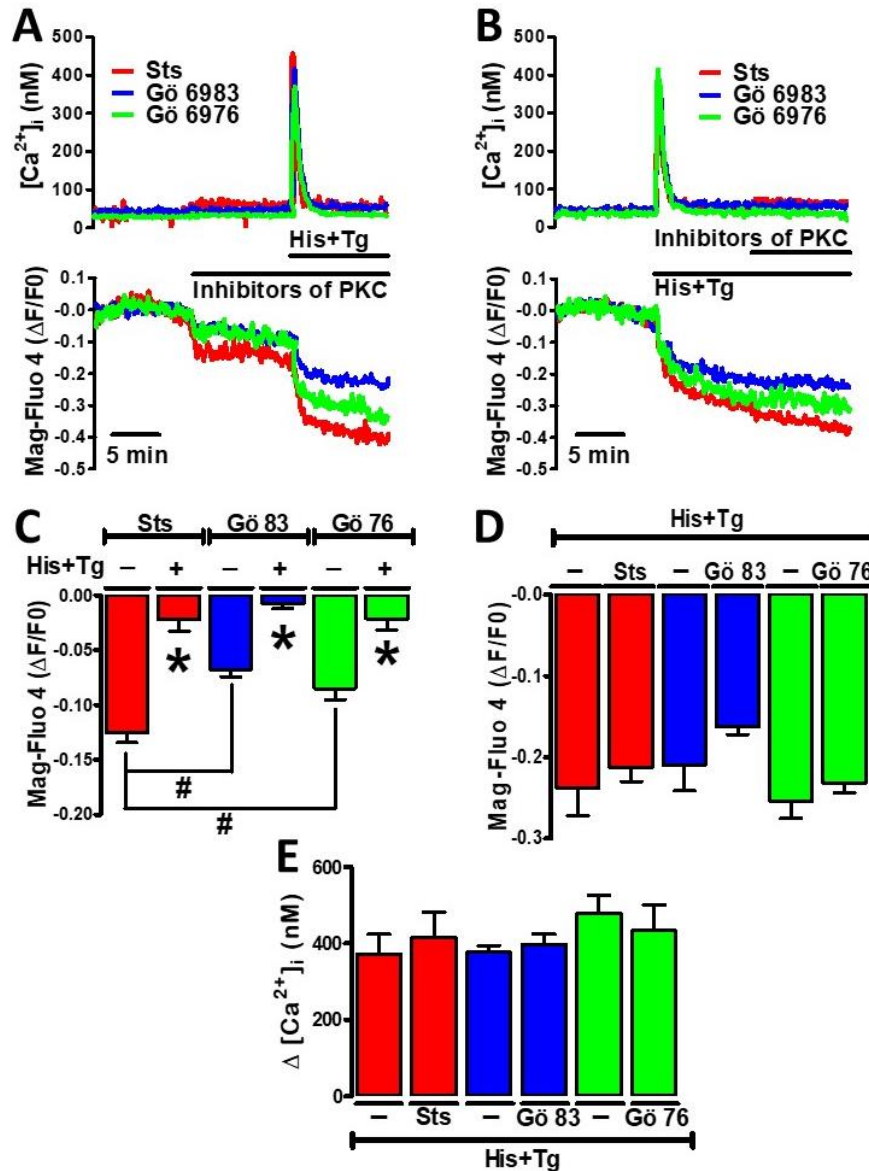 A
500
400
300
200
100
0
[Ca²⁺]ᵢ (nM)
Sts
Gö 6983
Gö 6976
His+Tg
0.1
-0.0
-0.1
-0.2
-0.3
-0.4
-0.5
Mag-Fluo 4 (ΔF/F0)
Inhibitors of PKC
5 min
B
500
400
300
200
100
0
[Ca²⁺]ᵢ (nM)
Sts
Gö 6983
Gö 6976
Inhibitors of PKC
0.1
-0.0
-0.1
-0.2
-0.3
-0.4
-0.5
Mag-Fluo 4 (ΔF/F0)
His+Tg
5 min
C
Sts Gö 83 Gö 76
His+Tg – + – + – +
0.00
-0.05
-0.10
-0.15
-0.20
Mag-Fluo 4 (ΔF/F0)
* * *
#
#
D
His+Tg
– Sts – Gö 83 – Gö 76
-0.0
-0.1
-0.2
-0.3
Mag-Fluo 4 (ΔF/F0)
E
600
400
200
0
Δ [Ca²⁺]ᵢ (nM)
– Sts – Gö 83 – Gö 76
His+Tg